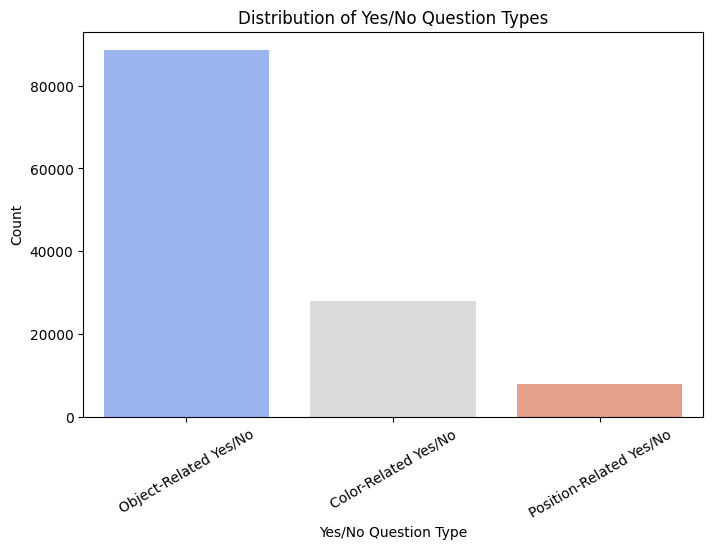 Distribution of Yes/No Question Types
Count
80000
60000
40000
20000
0
Object-Related Yes/No
Color-Related Yes/No
Position-Related Yes/No
Yes/No Question Type